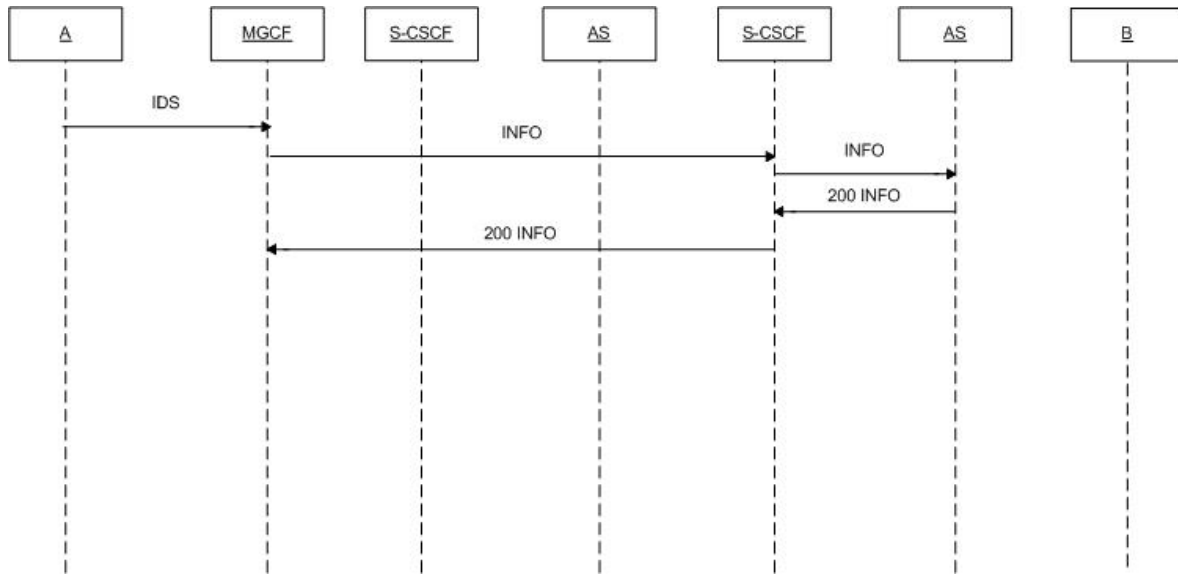 A
MGCF
S-CSCF
AS
S-CSCF
AS
B
IDS
INFO
INFO
200 INFO
200 INFO